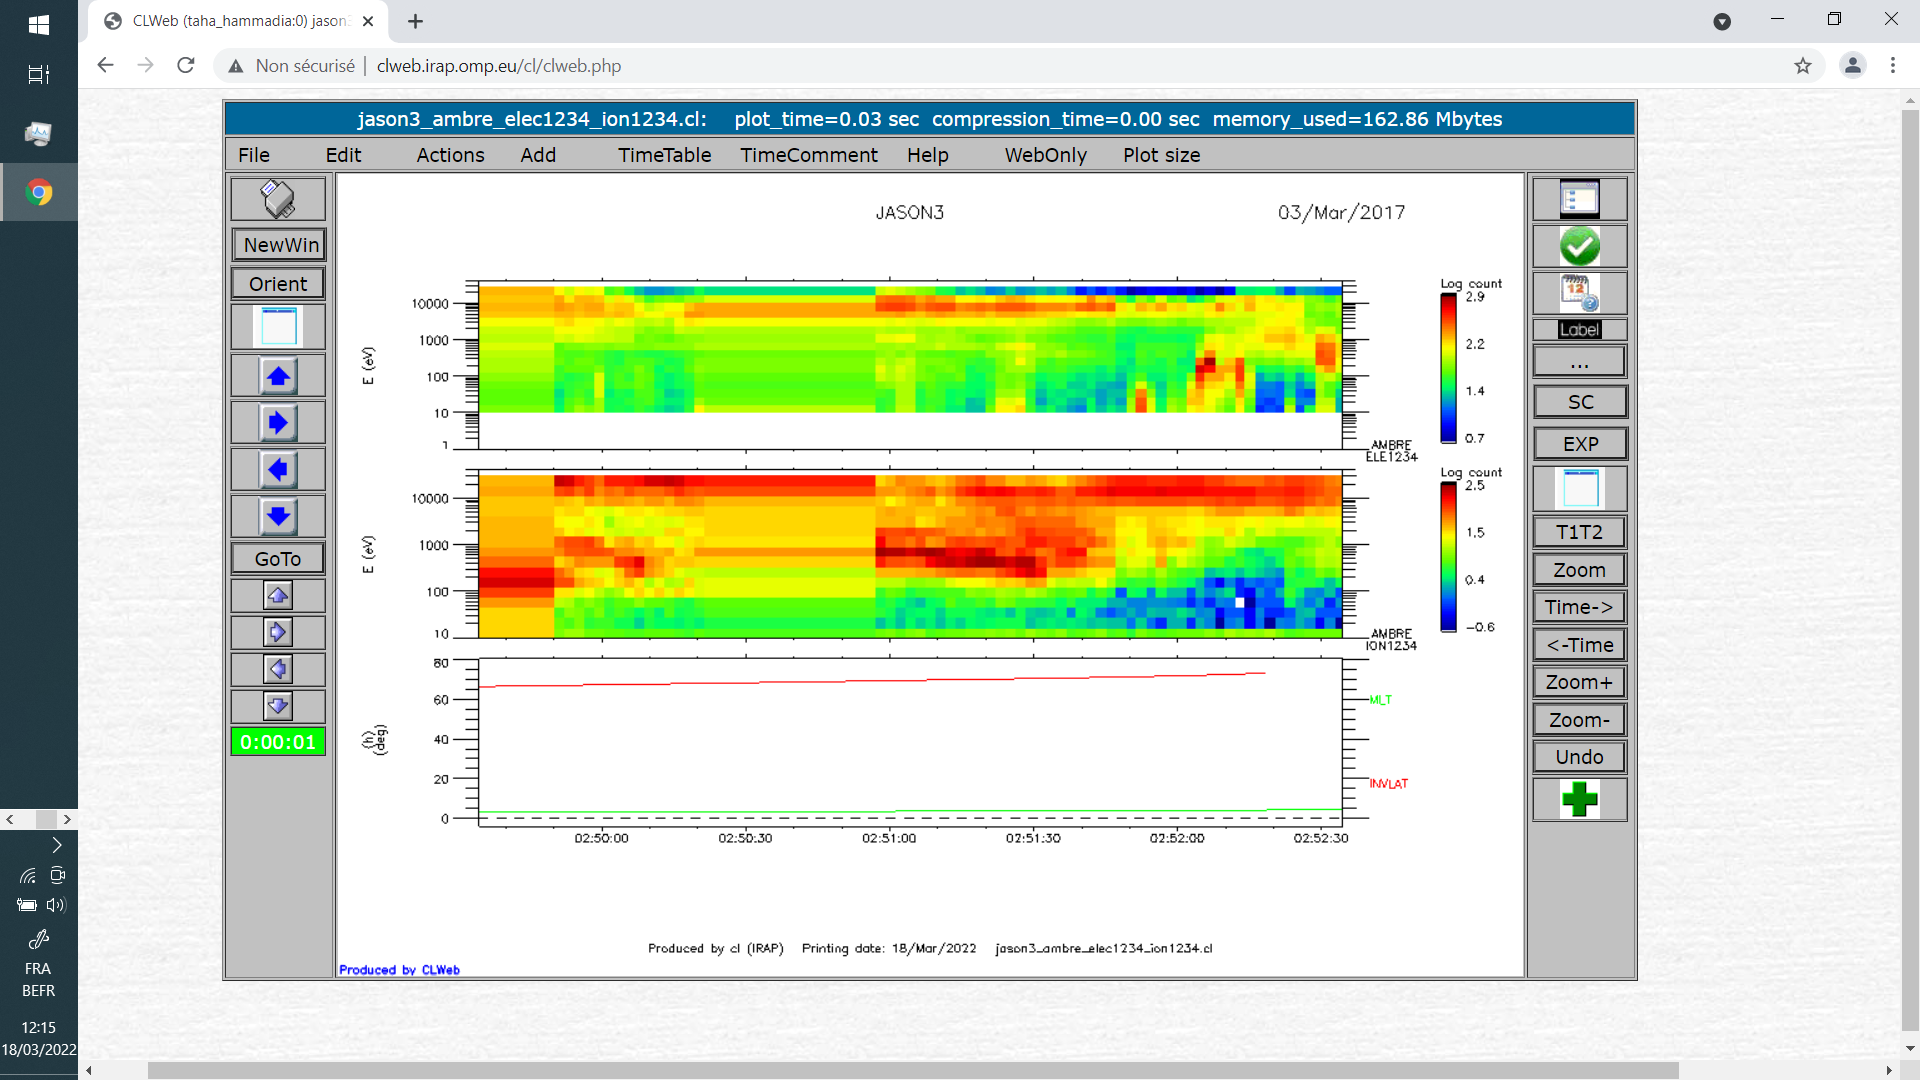 CLWeb (taha_hammadia:0) jason3
Non sécurisé | clweb.irap.omp.eu/cl/clweb.php
jason3_ambre_elec1234_ion1234.cl: plot_time=0.03 sec compression_time=0.00 sec memory_used=162.86 Mbytes
File Edit Actions Add TimeTable TimeComment Help WebOnly Plot size
NewWin
Orient
GoTo
0:00:01
JASON3 03/Mar/2017
10000
1000
100
10
1
E (eV)
Log count
2.9
2.2
1.4
0.7
AMBRE
ELE1234
10000
1000
100
10
E (eV)
Log count
2.5
1.5
0.4
-0.6
AMBRE
ION1234
80
60
40
20
0
(h)
(deg)
MLT
INVLAT
02:50:00 02:50:30 02:51:00 02:51:30 02:52:00 02:52:30
Produced by cl (IRAP) Printing date: 18/Mar/2022 jason3_ambre_elec1234_ion1234.cl
Produced by CLWeb
12
Label
...
SC
EXP
T1T2
Zoom
Time->
<-Time
Zoom+
Zoom-
Undo
FRA
BEFR
12:15
18/03/2022